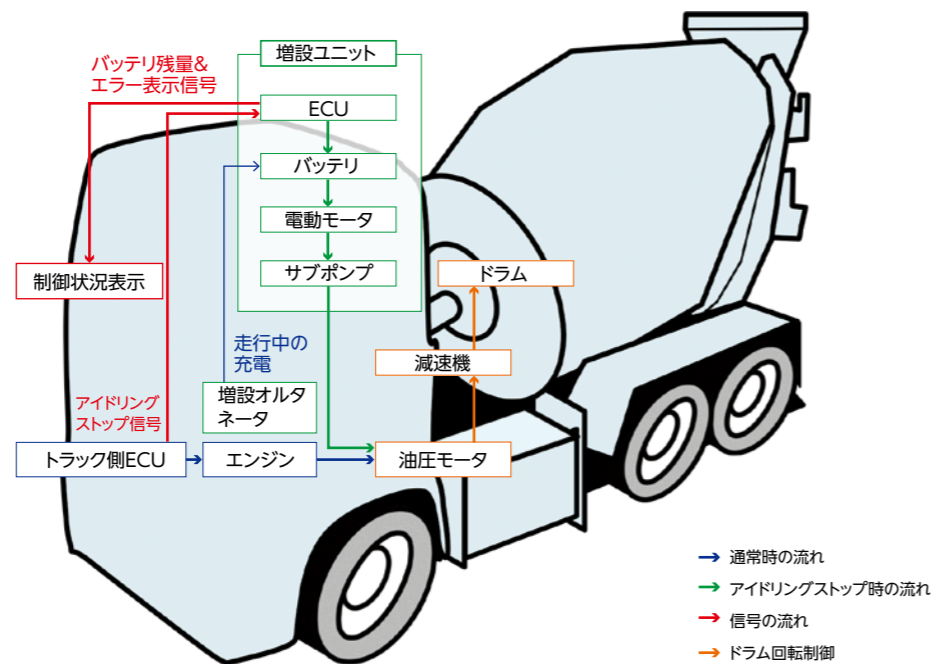 増設ユニット
バッテリ残量&
エラー表示信号
ECU
バッテリ
電動モータ
サブポンプ
制御状況表示
ドラム
走行中の
充電
減速機
アイドリング
ストップ信号
増設オルタ
ネータ
トラック側ECU
エンジン
油圧モータ
通常時の流れ
アイドリングストップ時の流れ
信号の流れ
ドラム回転制御